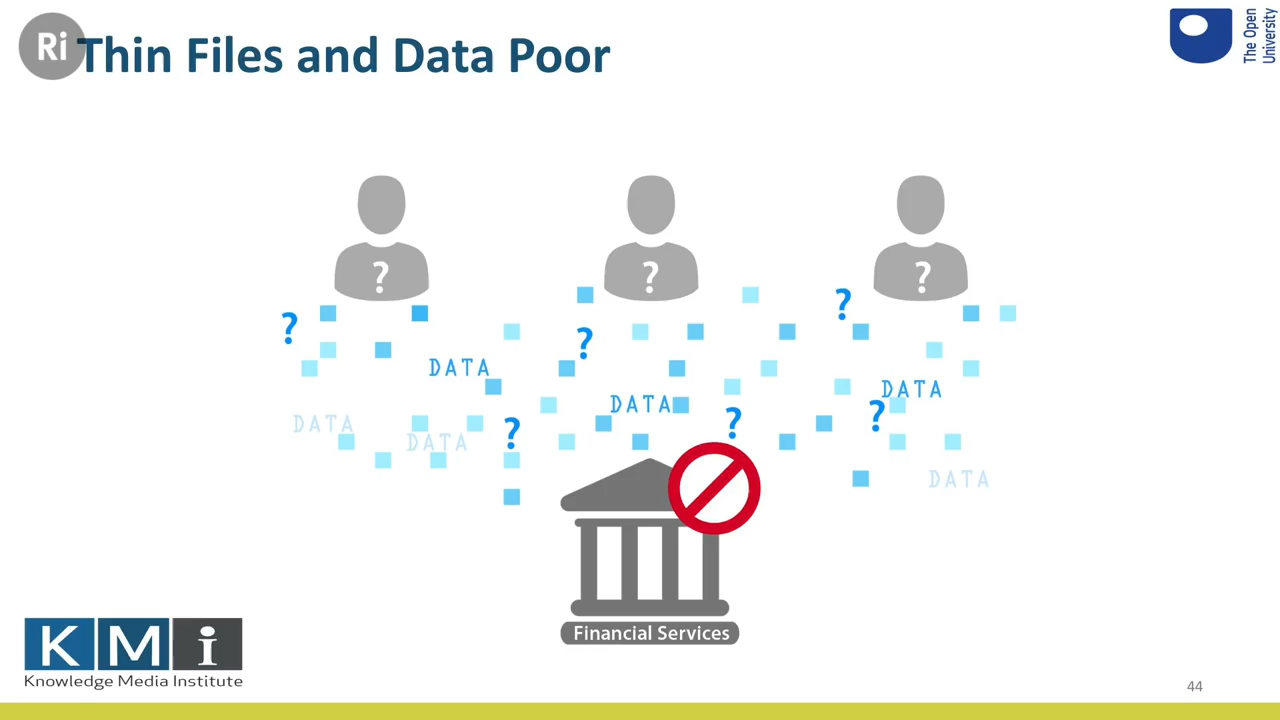 Ri
Thin Files and Data Poor
The Open
University
? ? ?
? ?
?
DATA
DATA
DATA
? ?
DATA
?
DATA
DATA
Financial Services
KMi
Knowledge Media Institute
44